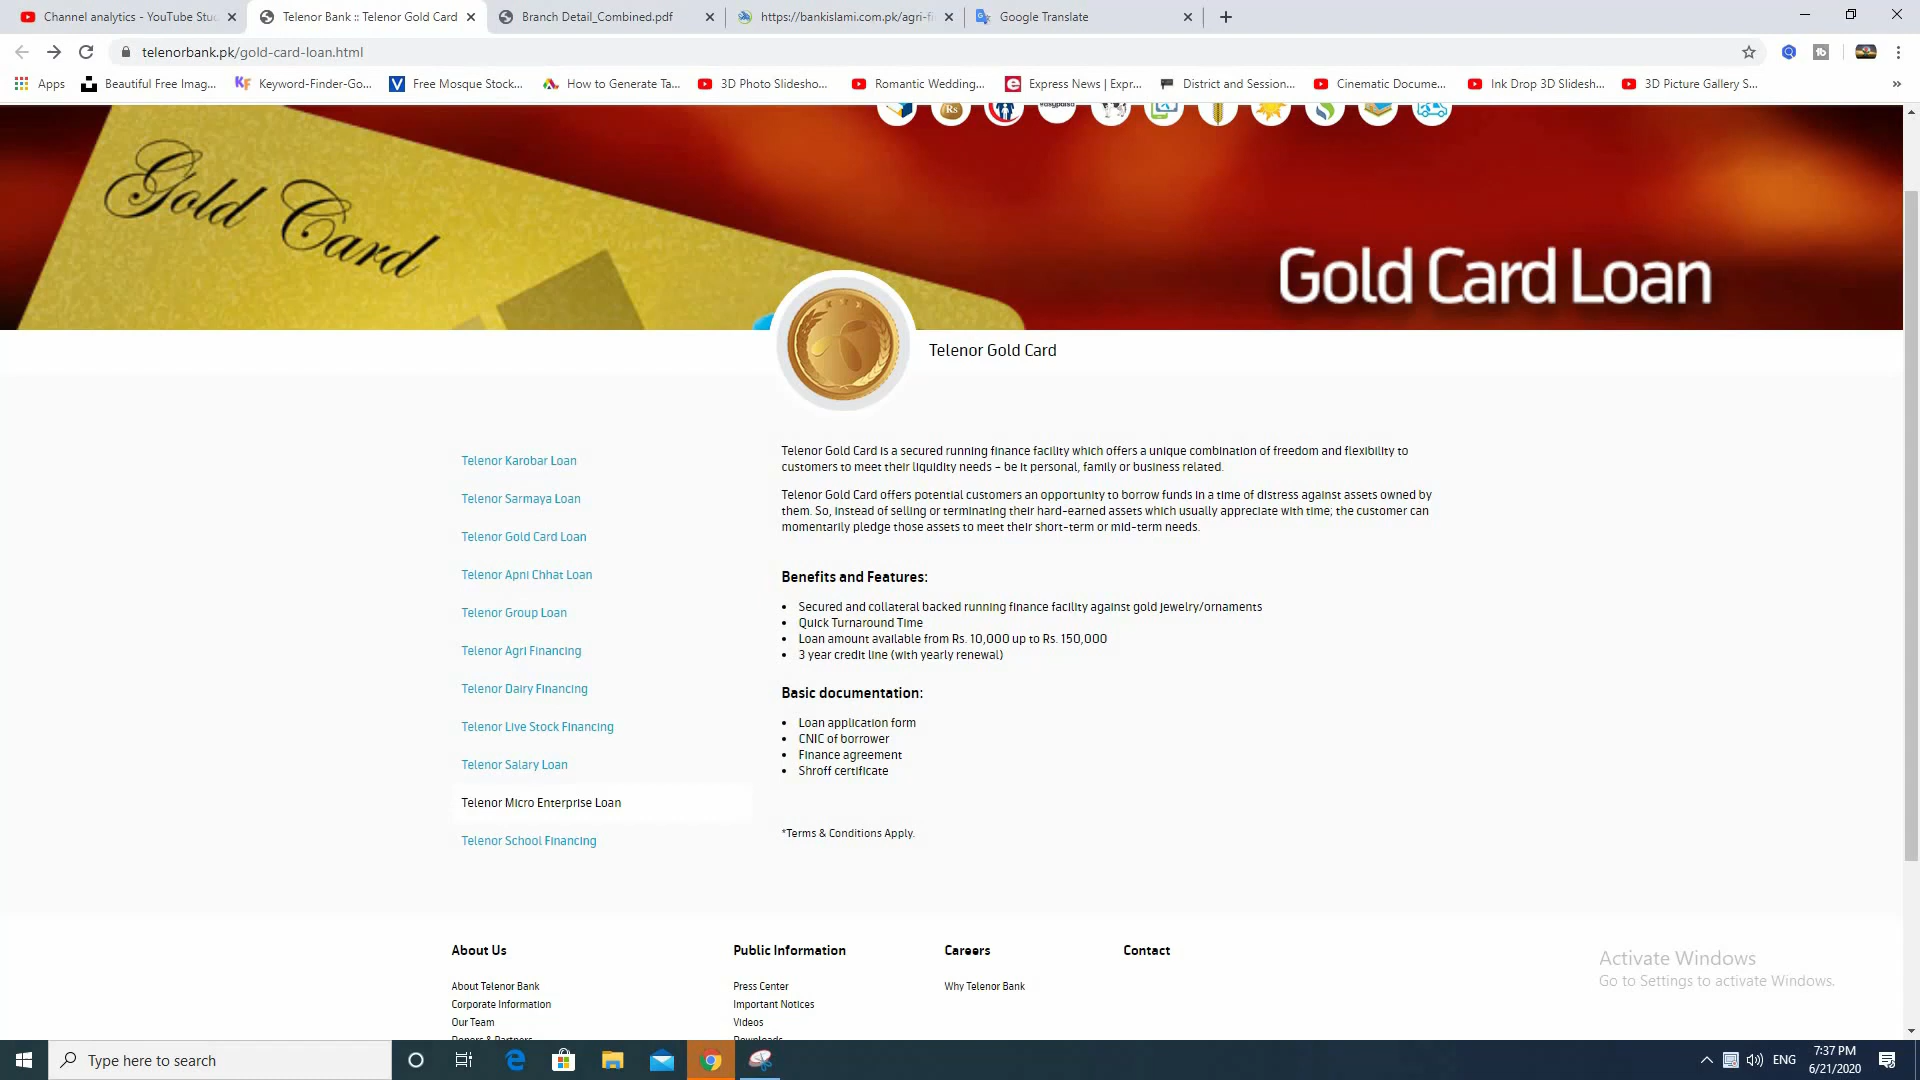 Channel analytics - YouTube Stu
Telenor Bank :: Telenor Gold Card
Branch Detail_Combined.pdf
https://bankislami.com.pk/agri-fi
Google Translate
telenorbank.pk/gold-card-loan.html
Apps
Beautiful Free Imag...
Keyword-Finder-Go...
Free Mosque Stock...
How to Generate Ta...
3D Photo Slidesho...
Romantic Wedding...
Express News | Expr...
District and Session...
Cinematic Docume...
Ink Drop 3D Slidesh...
3D Picture Gallery S...
Rs
Gold Card
Gold Card Loan
Telenor Gold Card
Telenor Karobar Loan
Telenor Sarmaya Loan
Telenor Gold Card Loan
Telenor Apni Chhat Loan
Telenor Group Loan
Telenor Agri Financing
Telenor Dairy Financing
Telenor Live Stock Financing
Telenor Salary Loan
Telenor Micro Enterprise Loan
Telenor School Financing
Telenor Gold Card is a secured running finance facility which offers a unique combination of freedom and flexibility to
customers to meet their liquidity needs – be it personal, family or business related.
Telenor Gold Card offers potential customers an opportunity to borrow funds in a time of distress against assets owned by
them. So, instead of selling or terminating their hard-earned assets which usually appreciate with time; the customer can
momentarily pledge those assets to meet their short-term or mid-term needs.
Benefits and Features:
• Secured and collateral backed running finance facility against gold jewelry/ornaments
• Quick Turnaround Time
• Loan amount available from Rs. 10,000 up to Rs. 150,000
• 3 year credit line (with yearly renewal)
Basic documentation:
• Loan application form
• CNIC of borrower
• Finance agreement
• Shroff certificate
*Terms & Conditions Apply.
About Us
About Telenor Bank
Corporate Information
Our Team
Donors & Partners
Public Information
Press Center
Important Notices
Videos
Downloads
Careers
Why Telenor Bank
Contact
Activate Windows
Go to Settings to activate Windows.
Type here to search
ENG
7:37 PM
6/21/2020